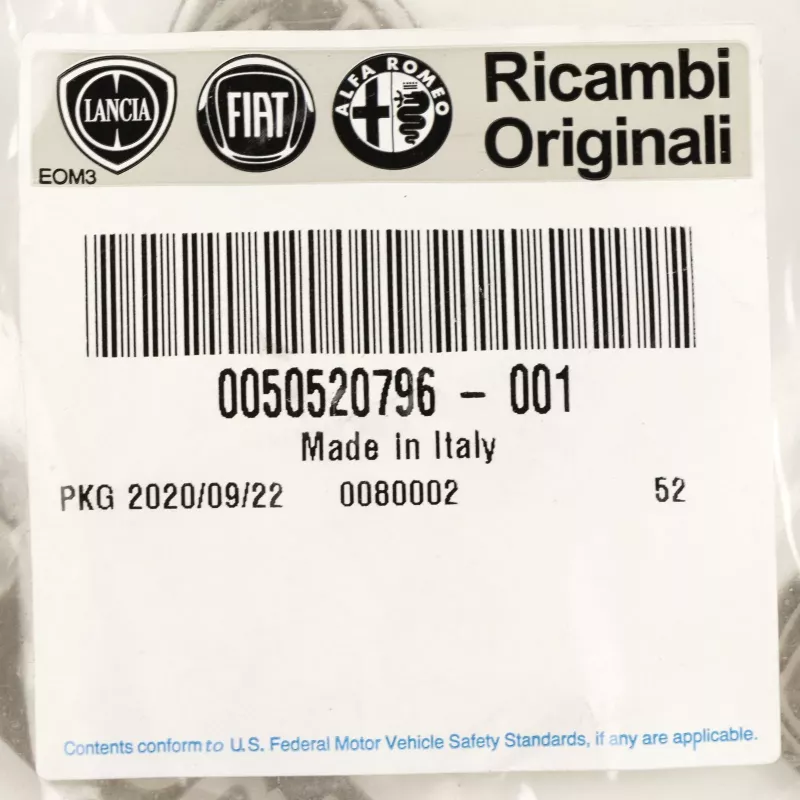 LANCIA
FIAT
ALFA ROMEO
Ricambi
Originali
EOM3
0050520796 - 001
Made in Italy
PKG 2020/09/22 0080002 52
Contents conform to U.S. Federal Motor Vehicle Safety Standards, if any are applicable.